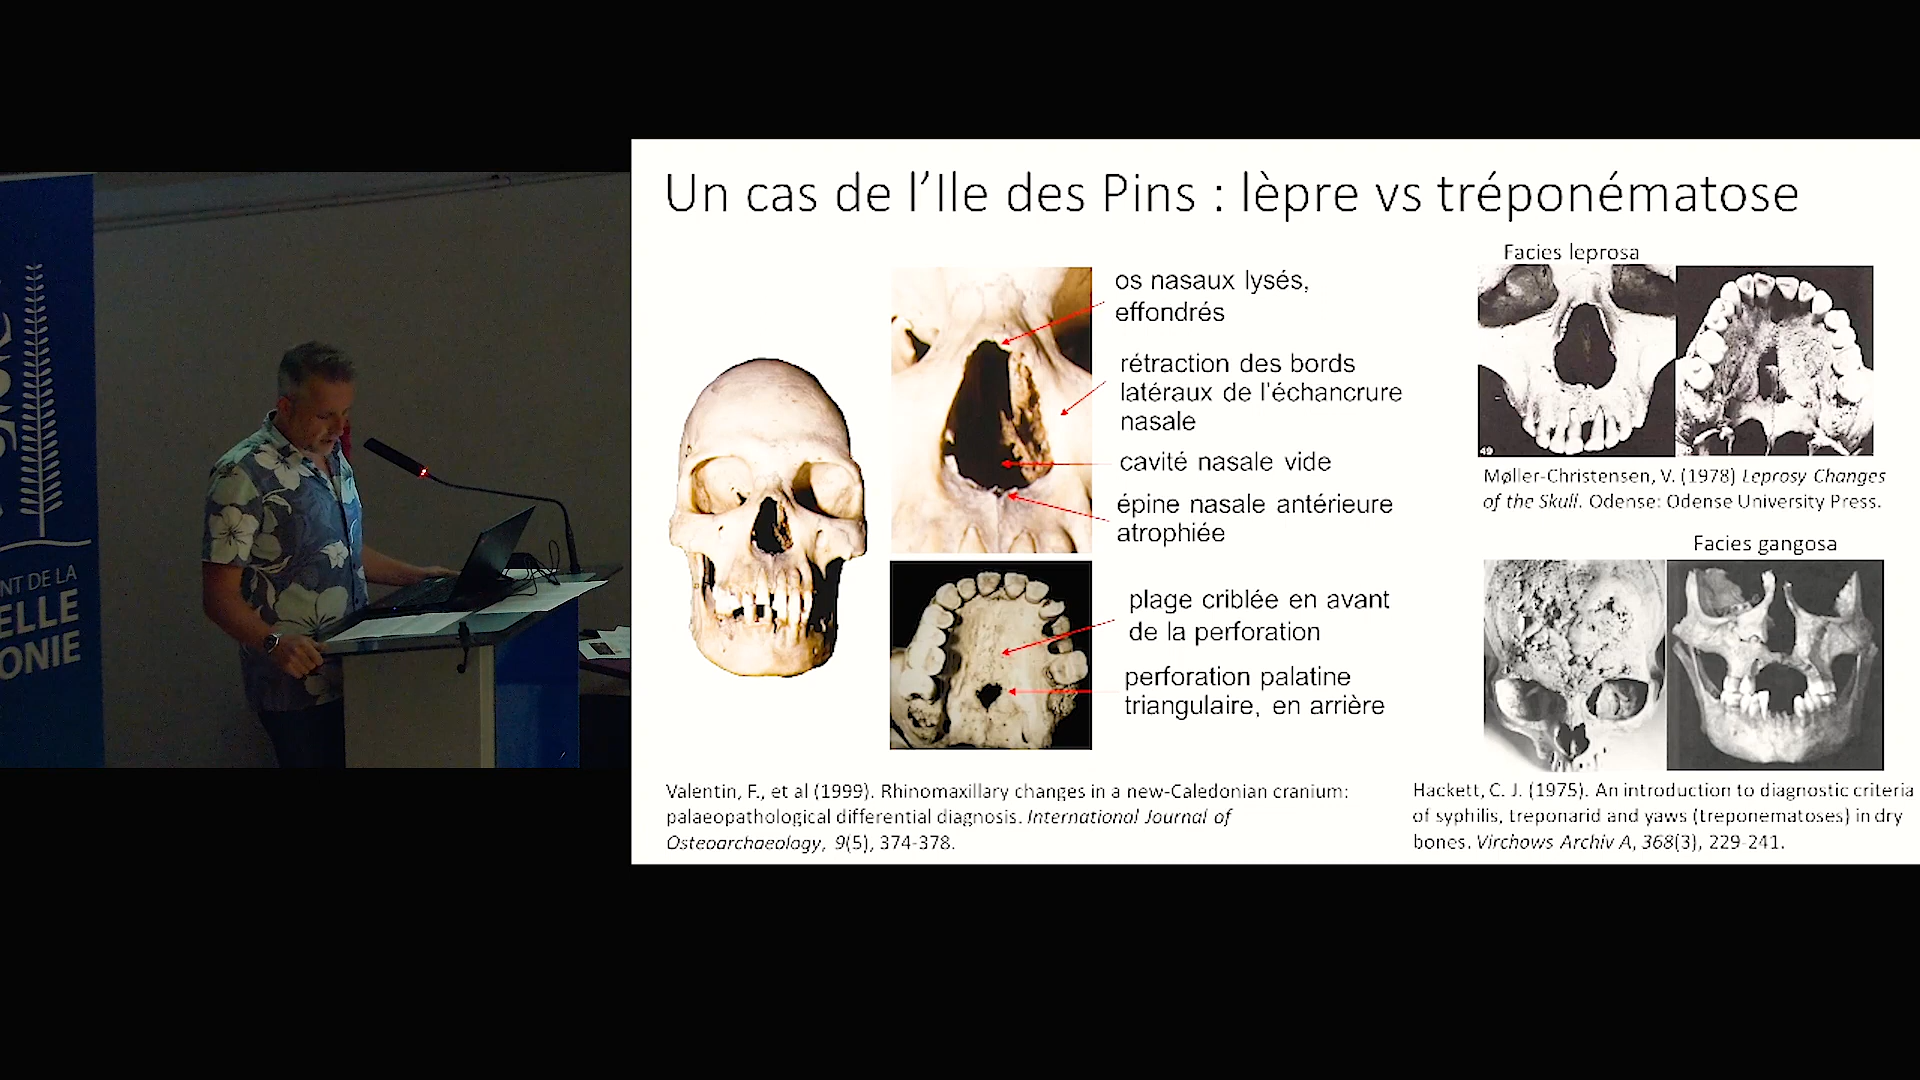 Un cas de l’Ile des Pins : lèpre vs tréponématose
os nasaux lysés,
effondrés
rétraction des bords
latéraux de l’échancrure
nasale
cavité nasale vide
épine nasale antérieure
atrophiée
plage criblée en avant
de la perforation
perforation palatine
triangulaire, en arrière
Valentin, F., et al (1999). Rhinomaxillary changes in a new-Caledonian cranium:
palaeopathological differential diagnosis. International Journal of
Osteoarchaeology, 9(5), 374-378.
Facies leprosa
49
Møller-Christensen, V. (1978) Leprosy Changes
of the Skull. Odense: Odense University Press.
Facies gangosa
Hackett, C. J. (1975). An introduction to diagnostic criteria
of syphilis, treponarid and yaws (treponematoses) in dry
bones. Virchows Archiv A, 368(3), 229-241.
NT DE LA
ELLE
ONIE